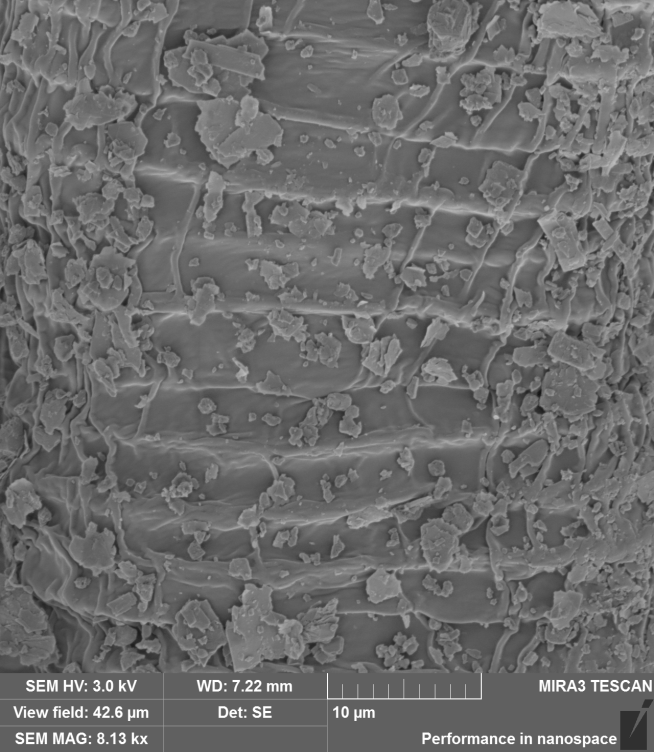 SEM HV: 3.0 kV WD: 7.22 mm MIRA3 TESCAN
View field: 42.6 µm Det: SE 10 µm
SEM MAG: 8.13 kx Performance in nanospace